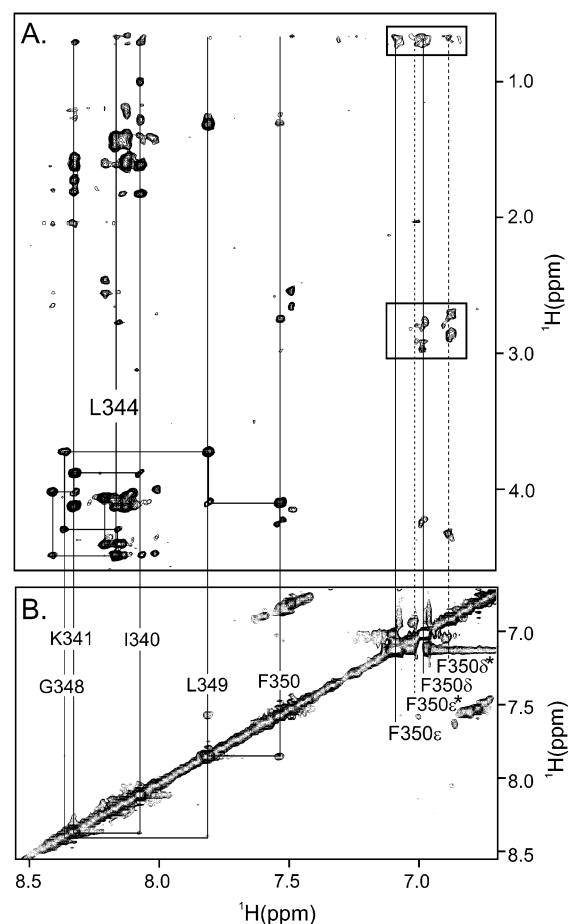 A.
1.0
2.0
¹H(ppm)
3.0
L344
4.0
B.
K341 I340
7.0
G348 L349 F350
F350δ*
F350δ
F350ε*
7.5
F350ε
¹H(ppm)
8.0
8.5
8.5 8.0 7.5 7.0
¹H(ppm)